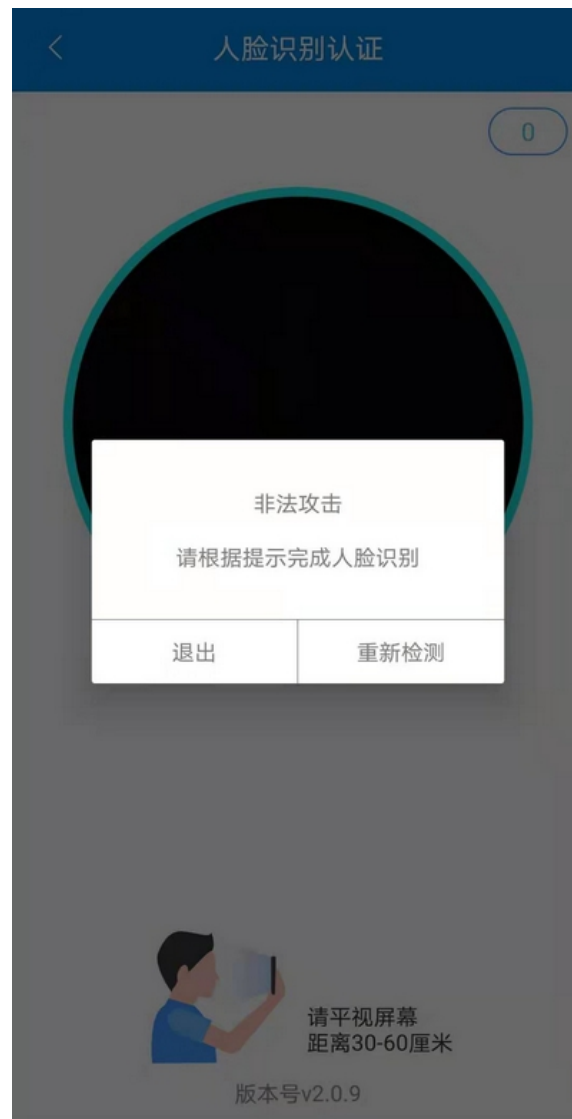 人脸识别认证
0
非法攻击
请根据提示完成人脸识别
退出
重新检测
请平视屏幕
距离30-60厘米
版本号v2.0.9